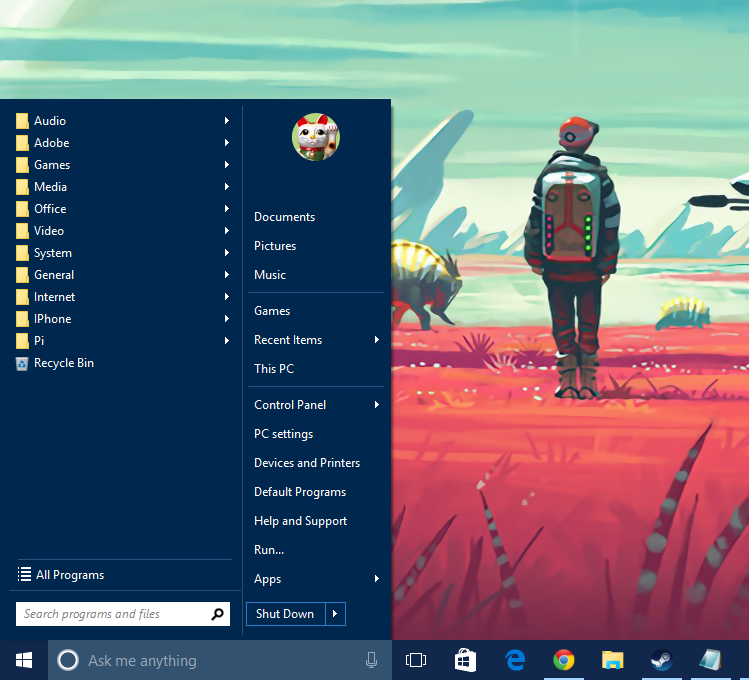 Audio
Adobe
Games
Media
Office
Video
System
General
Internet
IPhone
Pi
Recycle Bin
All Programs
Search programs and files
Documents
Pictures
Music
Games
Recent Items
This PC
Control Panel
PC settings
Devices and Printers
Default Programs
Help and Support
Run...
Apps
Shut Down
Ask me anything